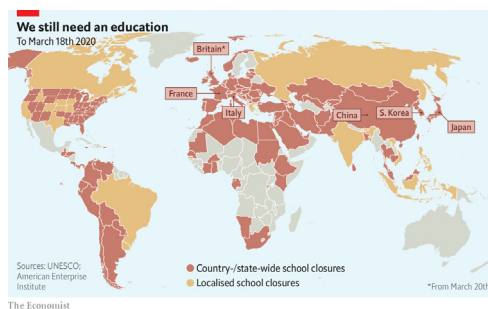 We still need an education
To March 18th 2020
Britain*
France
Italy
China
S. Korea
Japan
Sources: UNESCO;
American Enterprise
Institute
Country-/state-wide school closures
Localised school closures
*From March 20th
The Economist